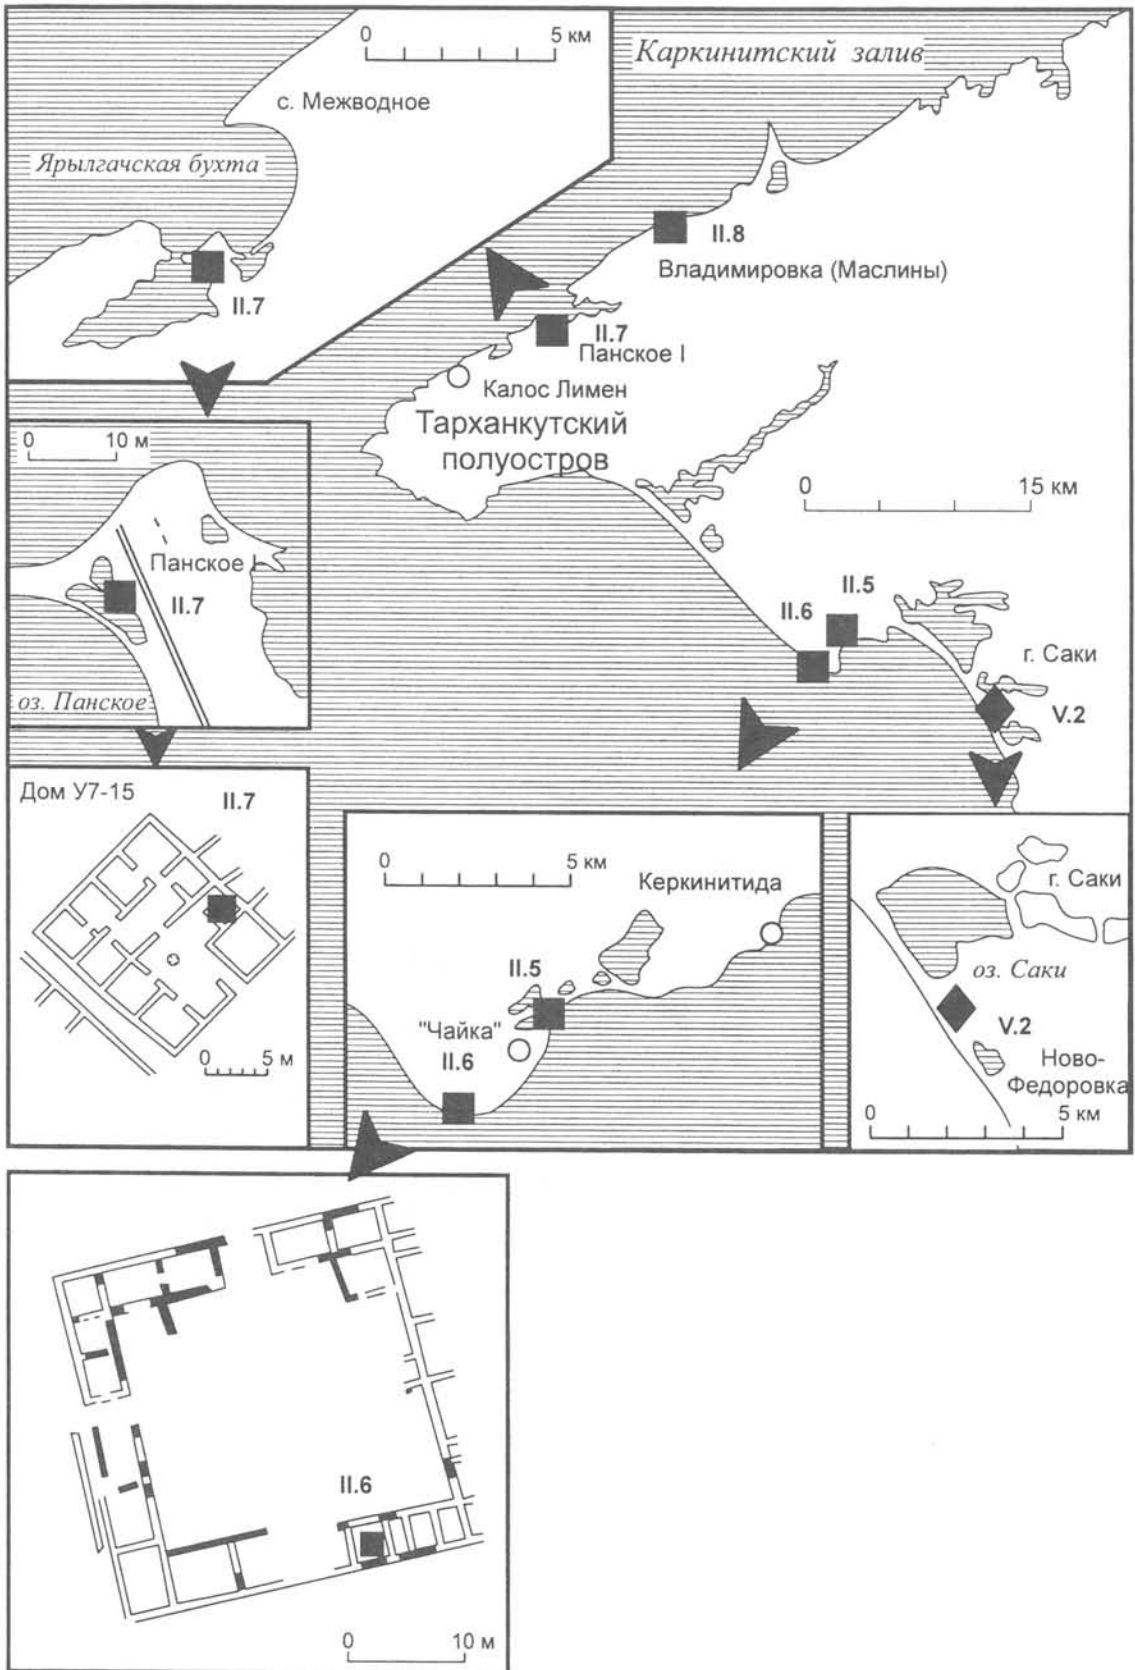 0 5 км
Каркинитский залив
с. Межводное
Ярылгачская бухта
II.7
II.8
Владимировка (Маслины)
II.7
Панское I
Калос Лимен
Тарханкутский
полуостров
0 15 км
II.5
II.6
г. Саки
V.2
0 10 м
Панское I
II.7
оз. Панское
Дом У7-15
II.7
0 5 м
0 5 км
Керкинитида
II.5
"Чайка"
II.6
г. Саки
оз. Саки
V.2
Ново-
Федоровка
0 5 км
II.6
0 10 м